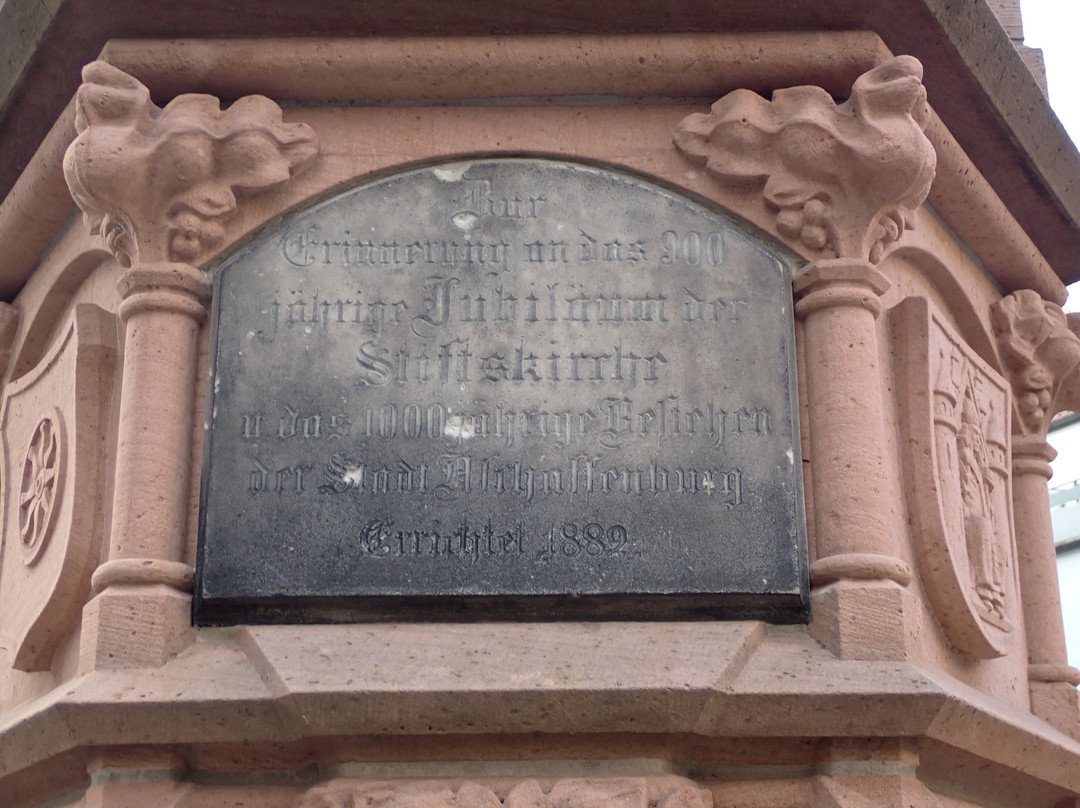 Zur
Erinnerung an das 900
jährige Jubiläum der
Stiftskirche
u. das 1000 jährige Bestehen
der Stadt Aschaffenburg
Errichtet 1882.